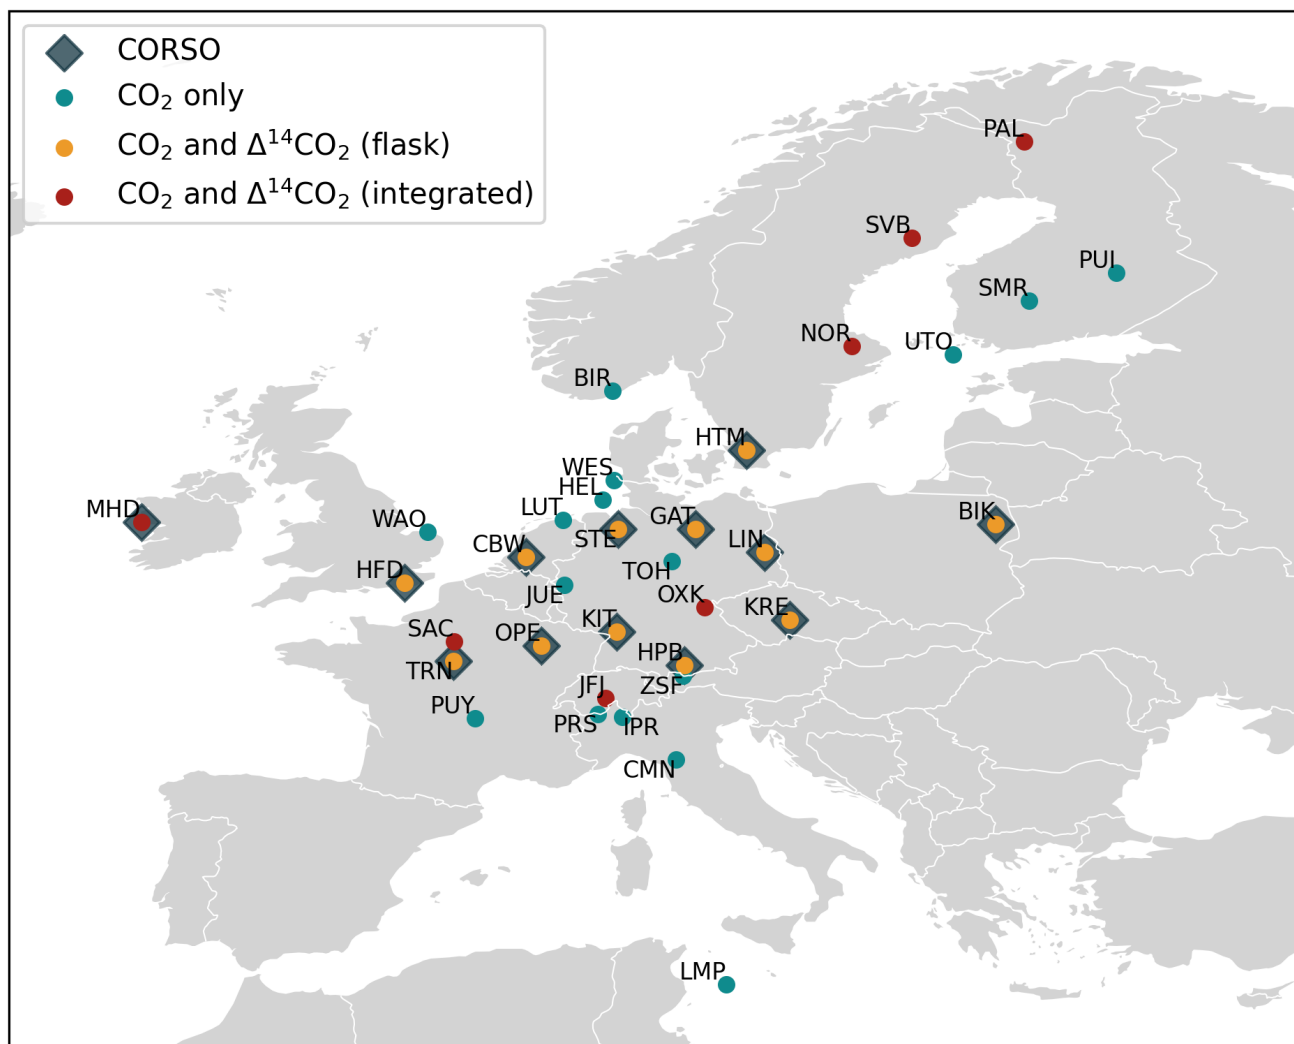 CORSO
CO₂ only
CO₂ and Δ¹⁴CO₂ (flask)
CO₂ and Δ¹⁴CO₂ (integrated)
PAL
SVB
PUI
SMR
NOR
UTO
BIR
HTM
WES
HEL
MHD
LUT
GAT
BIK
WAO
STE
LIN
CBW
HFD
TOH
JUE
OXK
KRE
SAC
OPE
KIT
TRN
HPB
JFJ
ZSF
PUY
PRS
IPR
CMN
LMP